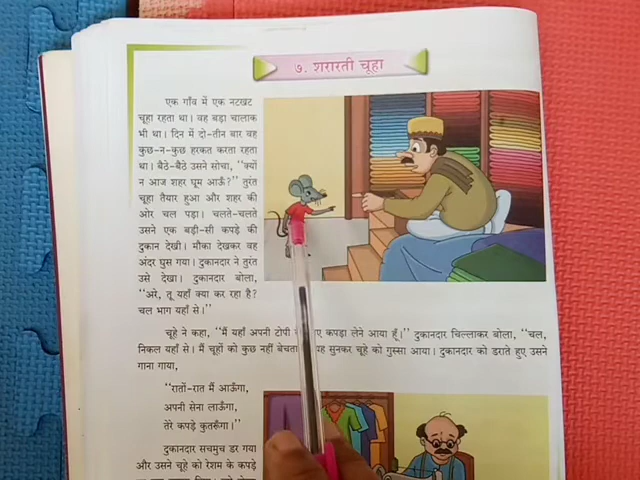 ७. शरारती चूहा
एक गाँव में एक नटखट
चूहा रहता था। वह बड़ा चालाक
भी था। दिन में दो-तीन बार वह
कुछ-न-कुछ हरकत करता रहता
था। बैठे-बैठे उसने सोचा, “क्यों
न आज शहर घूम आऊँ?” तुरंत
चूहा तैयार हुआ और शहर की
ओर चल पड़ा। चलते-चलते
उसने एक बड़ी-सी कपड़े की
दुकान देखी। मौका देखकर वह
अंदर घुस गया। दुकानदार ने तुरंत
उसे देखा। दुकानदार बोला,
“अरे, तू यहाँ क्या कर रहा है?
चल भाग यहाँ से।”
चूहे ने कहा, “मैं यहाँ अपनी टोपी कपड़ा लेने आया हूँ।” दुकानदार चिल्लाकर बोला, “चल,
निकल यहाँ से। मैं चूहों को कुछ नहीं बेचता सुनकर चूहे को गुस्सा आया। दुकानदार को डराते हुए उसने
गाना गाया,
“रातों-रात मैं आऊँगा,
अपनी सेना लाऊँगा,
तेरे कपड़े कुतरूँगा।”
दुकानदार सचमुच डर गया
और उसने चूहे को रेशम के कपड़े